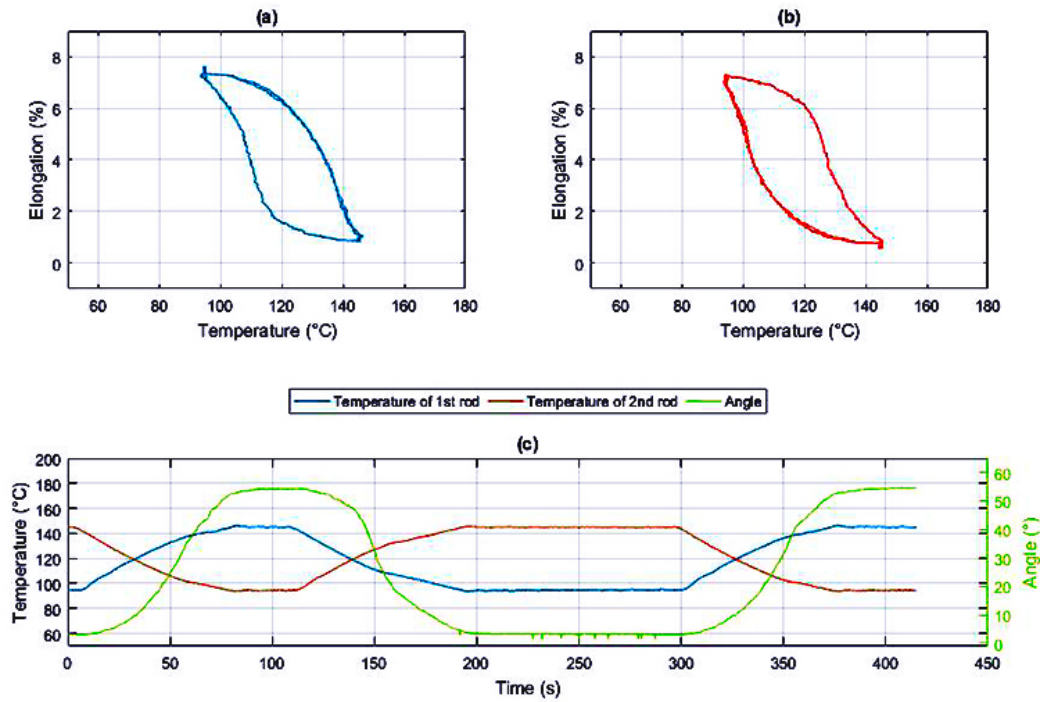 (a)
8
6
4
2
0
Elongation (%)
60 80 100 120 140 160 180
Temperature (°C)
(b)
8
6
4
2
0
Elongation (%)
60 80 100 120 140 160 180
Temperature (°C)
Temperature of 1st rod Temperature of 2nd rod Angle
(c)
200
180
160
140
120
100
80
60
Temperature (°C)
60
50
40
30
20
10
0
Angle (°)
0 50 100 150 200 250 300 350 400 450
Time (s)